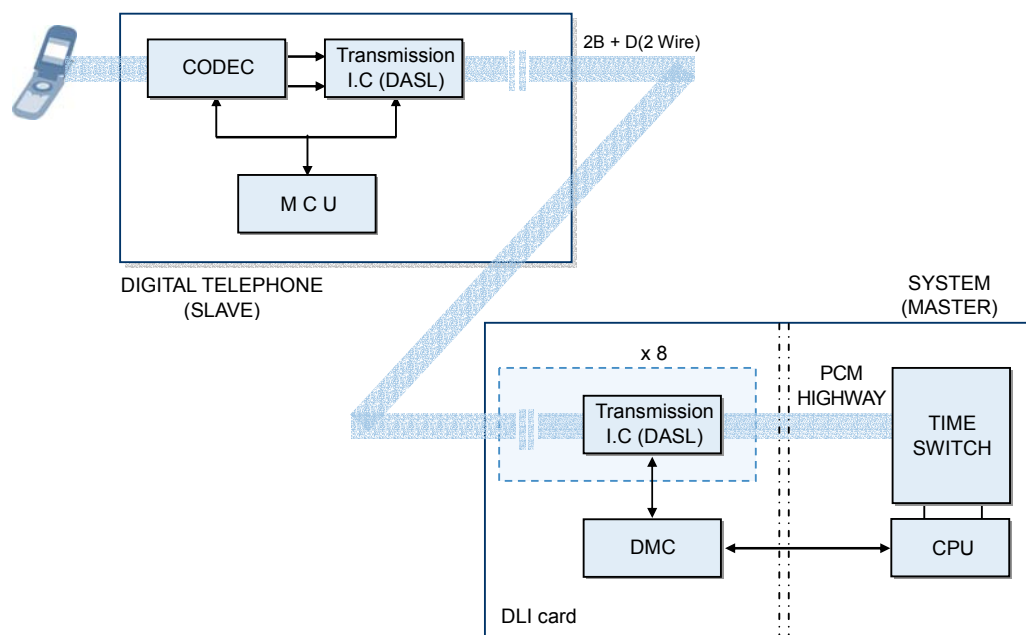 2B + D(2 Wire)
CODEC
Transmission
I.C (DASL)
M C U
DIGITAL TELEPHONE
(SLAVE)
SYSTEM
(MASTER)
x 8
PCM
HIGHWAY
Transmission
I.C (DASL)
TIME
SWITCH
DMC
CPU
DLI card